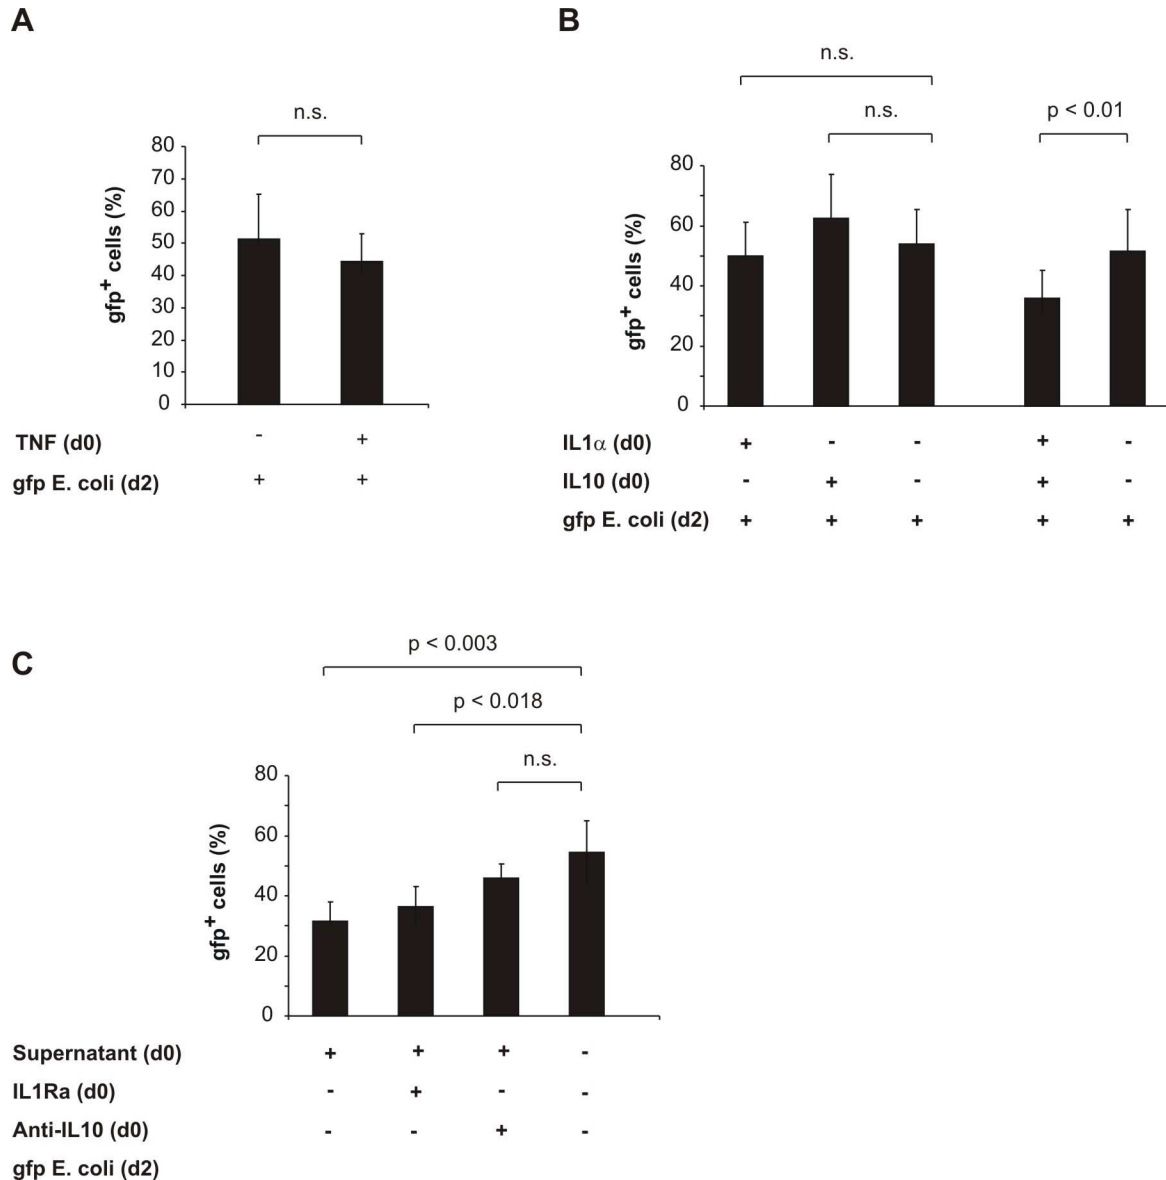 A
n.s.
80
70
60
50
40
30
20
10
0
gfp+ cells (%)
TNF (d0) - +
gfp E. coli (d2) + +
B
n.s.
n.s. p < 0.01
80
60
40
20
0
gfp+ cells (%)
IL1α (d0) + - - + -
IL10 (d0) - + - + -
gfp E. coli (d2) + + + + +
C
p < 0.003
p < 0.018
n.s.
80
60
40
20
0
gfp+ cells (%)
Supernatant (d0) + + + -
IL1Ra (d0) - + - -
Anti-IL10 (d0) - - + -
gfp E. coli (d2)